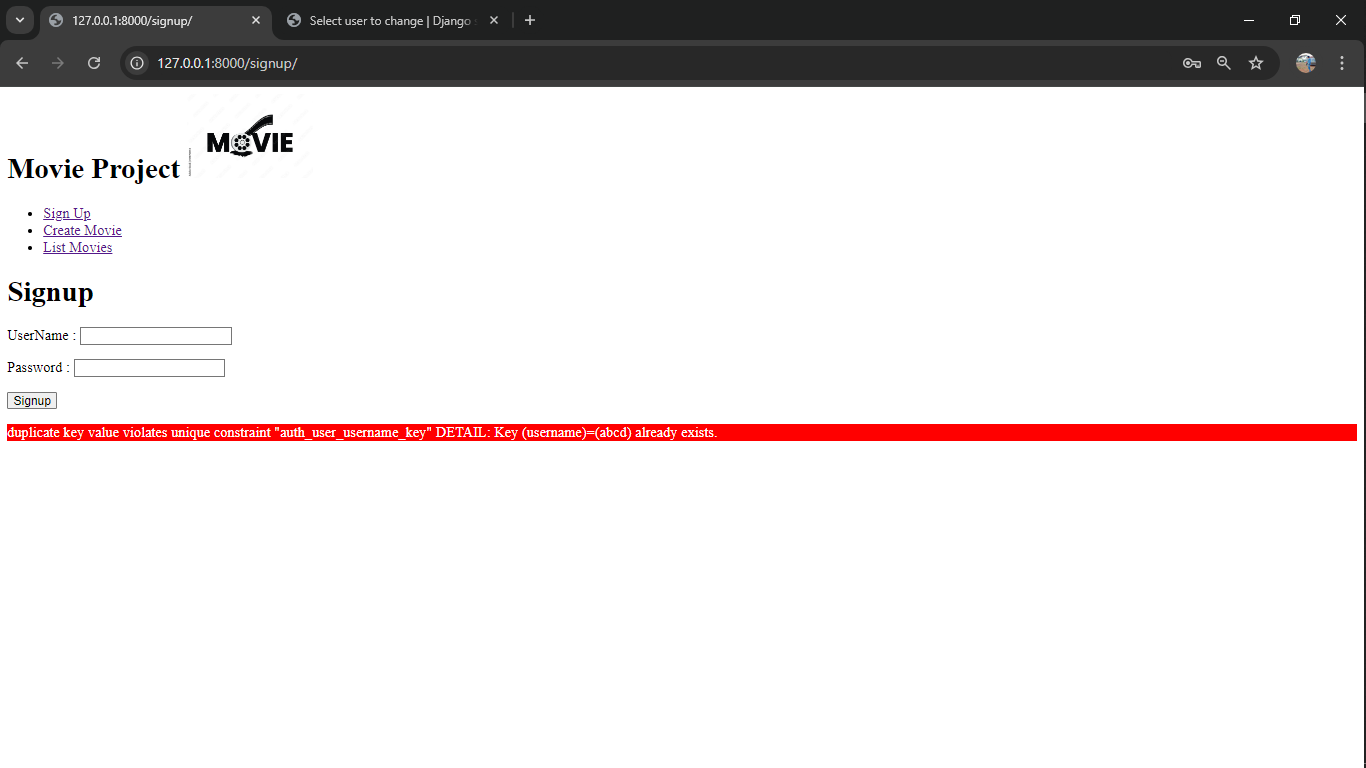 127.0.0.1:8000/signup/
Select user to change | Django s
127.0.0.1:8000/signup/
Movie Project
MOVIE
Sign Up
Create Movie
List Movies
Signup
UserName :
Password :
Signup
duplicate key value violates unique constraint "auth_user_username_key" DETAIL: Key (username)=(abcd) already exists.